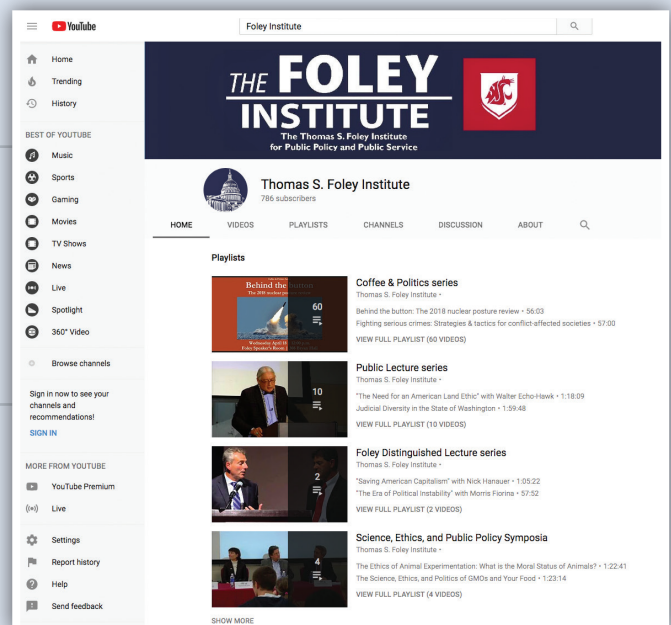 YouTube
Foley Institute
Home
Trending
History
BEST OF YOUTUBE
Music
Sports
Gaming
Movies
TV Shows
News
Live
Spotlight
360° Video
Browse channels
Sign in now to see your
channels and
recommendations!
SIGN IN
MORE FROM YOUTUBE
YouTube Premium
Live
Settings
Report history
Help
Send feedback
THE FOLEY
INSTITUTE
The Thomas S. Foley Institute
for Public Policy and Public Service
Thomas S. Foley Institute
786 subscribers
HOME VIDEOS PLAYLISTS CHANNELS DISCUSSION ABOUT
Playlists
Behind the button
The 2018 nuclear posture review
60
Coffee & Politics series
Thomas S. Foley Institute •
Behind the button: The 2018 nuclear posture review • 56:03
Fighting serious crimes: Strategies & tactics for conflict-affected societies • 57:00
VIEW FULL PLAYLIST (60 VIDEOS)
10
Public Lecture series
Thomas S. Foley Institute •
"The Need for an American Land Ethic" with Walter Echo-Hawk • 1:18:09
Judicial Diversity in the State of Washington • 1:59:48
VIEW FULL PLAYLIST (10 VIDEOS)
2
Foley Distinguished Lecture series
Thomas S. Foley Institute •
"Saving American Capitalism" with Nick Hanauer • 1:05:22
"The Era of Political Instability" with Morris Fiorina • 57:52
VIEW FULL PLAYLIST (2 VIDEOS)
4
Science, Ethics, and Public Policy Symposia
Thomas S. Foley Institute •
The Ethics of Animal Experimentation: What is the Moral Status of Animals? • 1:22:41
The Science, Ethics, and Politics of GMOs and Your Food • 1:23:14
VIEW FULL PLAYLIST (4 VIDEOS)
SHOW MORE